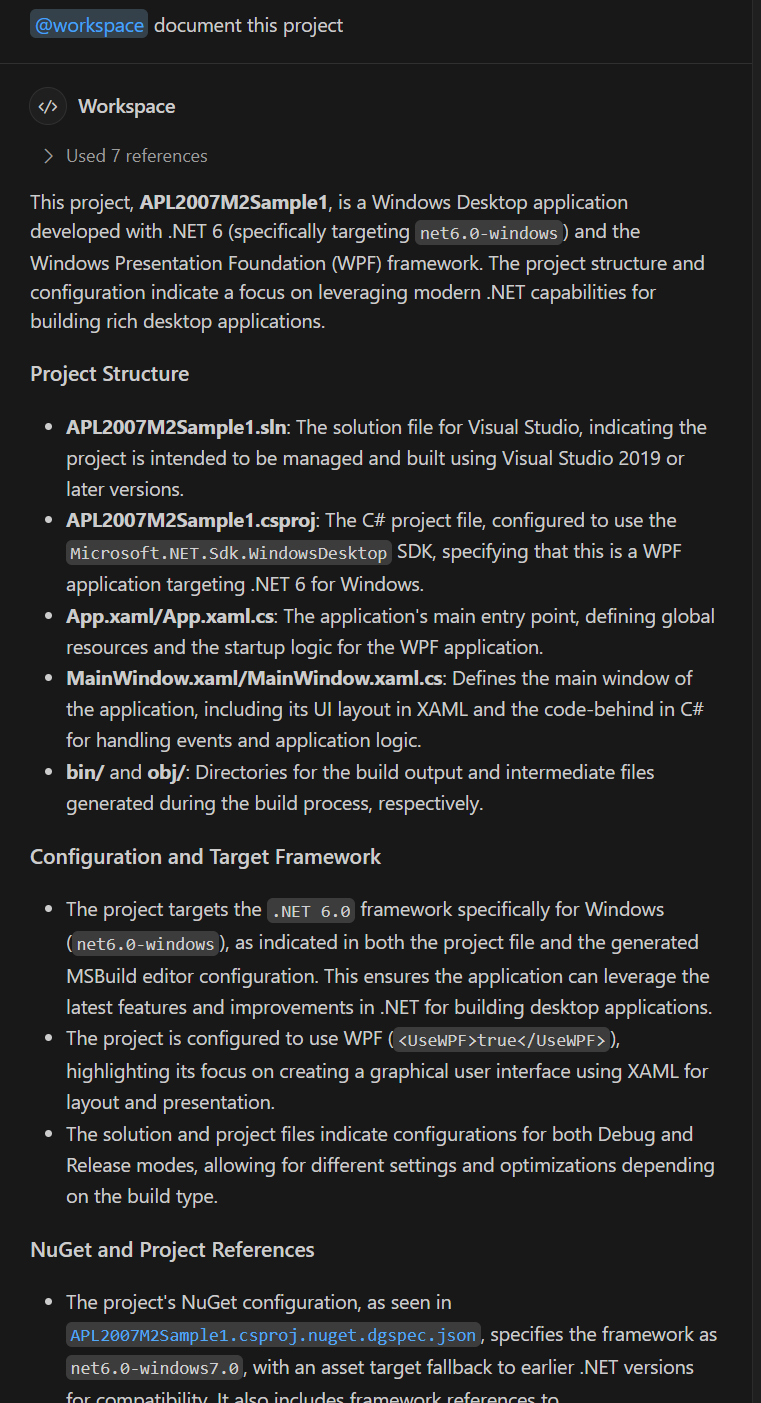 @workspace document this project
</> Workspace
Used 7 references
This project, APL2007M2Sample1, is a Windows Desktop application
developed with .NET 6 (specifically targeting net6.0-windows) and the
Windows Presentation Foundation (WPF) framework. The project structure and
configuration indicate a focus on leveraging modern .NET capabilities for
building rich desktop applications.
Project Structure
• APL2007M2Sample1.sln: The solution file for Visual Studio, indicating the
project is intended to be managed and built using Visual Studio 2019 or
later versions.
• APL2007M2Sample1.csproj: The C# project file, configured to use the
Microsoft.NET.Sdk.WindowsDesktop SDK, specifying that this is a WPF
application targeting .NET 6 for Windows.
• App.xaml/App.xaml.cs: The application's main entry point, defining global
resources and the startup logic for the WPF application.
• MainWindow.xaml/MainWindow.xaml.cs: Defines the main window of
the application, including its UI layout in XAML and the code-behind in C#
for handling events and application logic.
• bin/ and obj/: Directories for the build output and intermediate files
generated during the build process, respectively.
Configuration and Target Framework
• The project targets the .NET 6.0 framework specifically for Windows
(net6.0-windows), as indicated in both the project file and the generated
MSBuild editor configuration. This ensures the application can leverage the
latest features and improvements in .NET for building desktop applications.
• The project is configured to use WPF (<UseWPF>true</UseWPF>),
highlighting its focus on creating a graphical user interface using XAML for
layout and presentation.
• The solution and project files indicate configurations for both Debug and
Release modes, allowing for different settings and optimizations depending
on the build type.
NuGet and Project References
• The project's NuGet configuration, as seen in
APL2007M2Sample1.csproj.nuget.dgspec.json, specifies the framework as
net6.0-windows7.0, with an asset target fallback to earlier .NET versions
for compatibility. It also includes framework references to